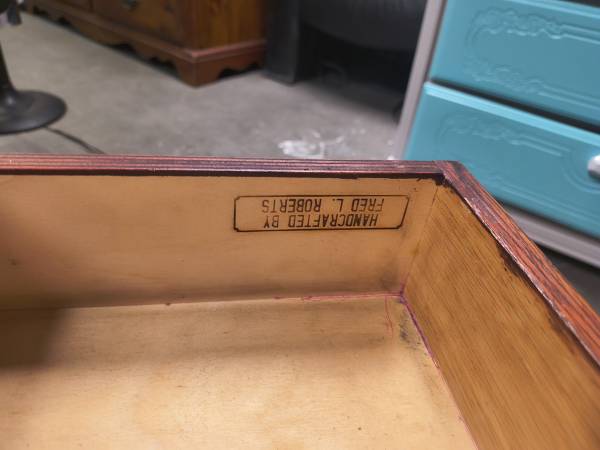 HANDCRAFTED BY
FRED L. ROBERTS